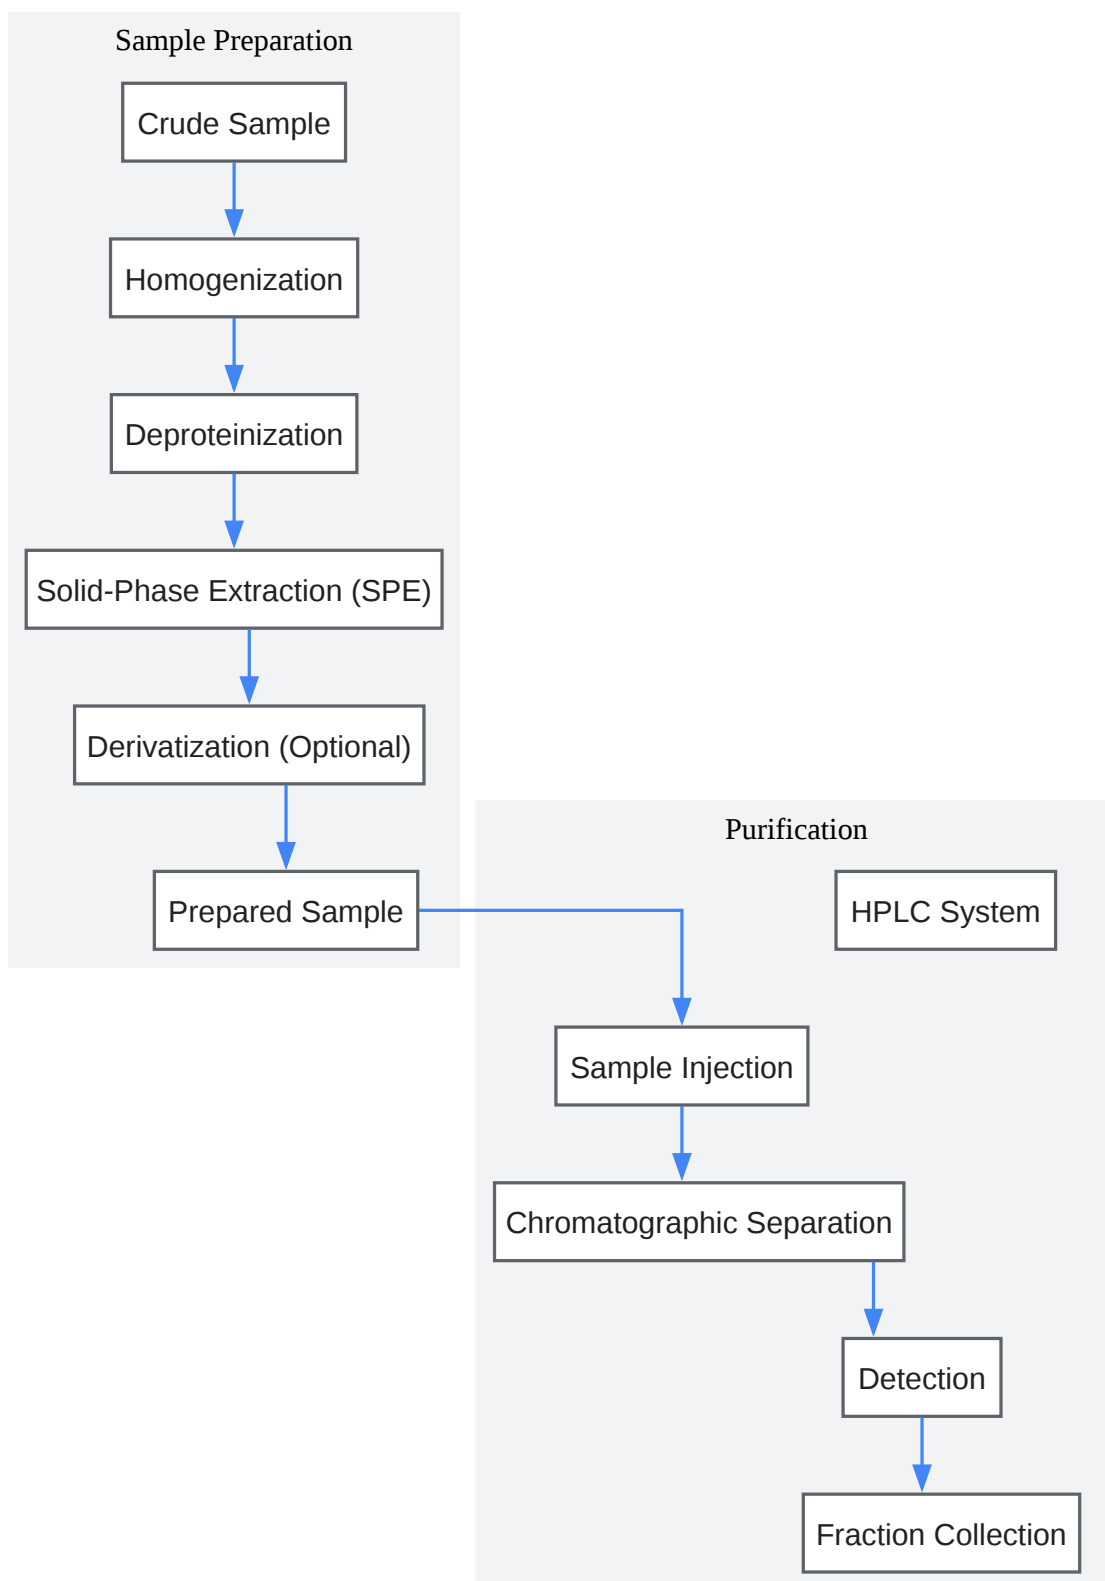 Sample Preparation
Crude Sample
Homogenization
Deproteinization
Solid-Phase Extraction (SPE)
Derivatization (Optional)
Prepared Sample
Purification
HPLC System
Sample Injection
Chromatographic Separation
Detection
Fraction Collection